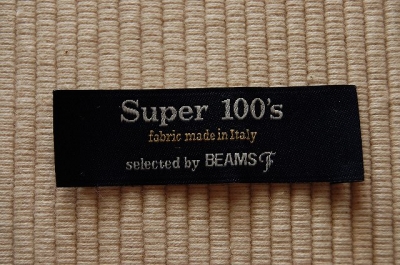 Super 100's
fabric made in Italy
selected by BEAMS F